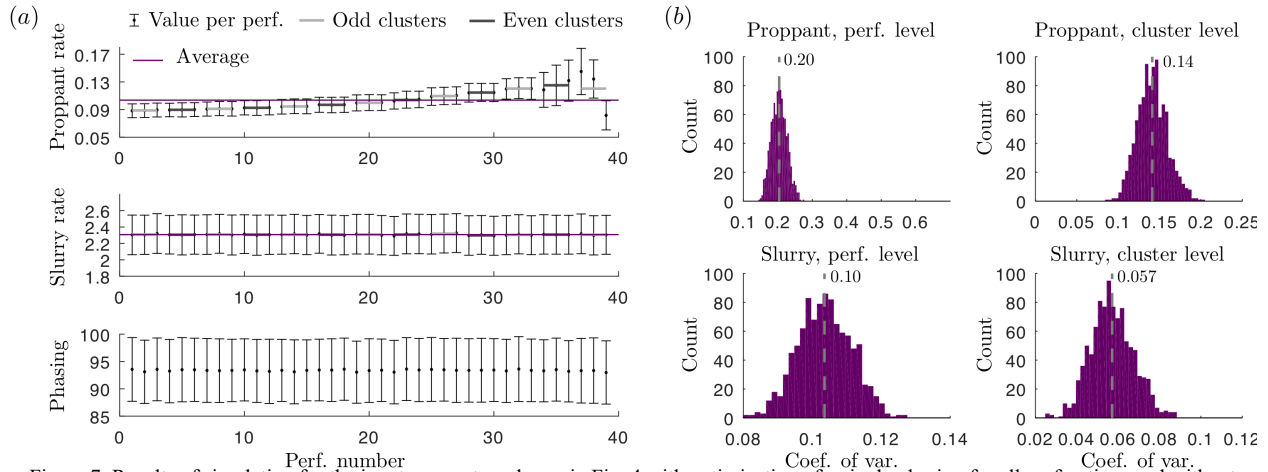 (a)
Value per perf.
Odd clusters
Even clusters
Average
Proppant rate
0.17
0.13
0.09
0.05
0 10 20 30 40
Slurry rate
2.6
2.4
2.2
2
1.8
0 10 20 30 40
Phasing
100
95
90
85
0 10 20 30 40
Perf. number
(b)
Proppant, perf. level
0.20
Count
100
80
60
40
20
0
0.1 0.2 0.3 0.4 0.5 0.6
Proppant, cluster level
0.14
Count
100
80
60
40
20
0
0 0.05 0.1 0.15 0.2 0.25
Slurry, perf. level
0.10
Count
100
80
60
40
20
0
0.08 0.1 0.12 0.14
Coef. of var.
Slurry, cluster level
0.057
Count
100
80
60
40
20
0
0.02 0.04 0.06 0.08 0.1 0.12
Coef. of var.